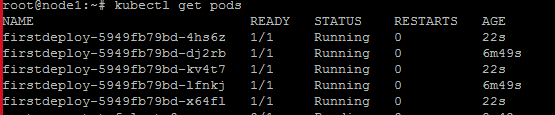 root@node1:~# kubectl get pods
NAME READY STATUS RESTARTS AGE
firstdeploy-5949fb79bd-4hs6z 1/1 Running 0 22s
firstdeploy-5949fb79bd-dj2rb 1/1 Running 0 6m49s
firstdeploy-5949fb79bd-kv4t7 1/1 Running 0 22s
firstdeploy-5949fb79bd-lfnkj 1/1 Running 0 6m49s
firstdeploy-5949fb79bd-x64fl 1/1 Running 0 22s